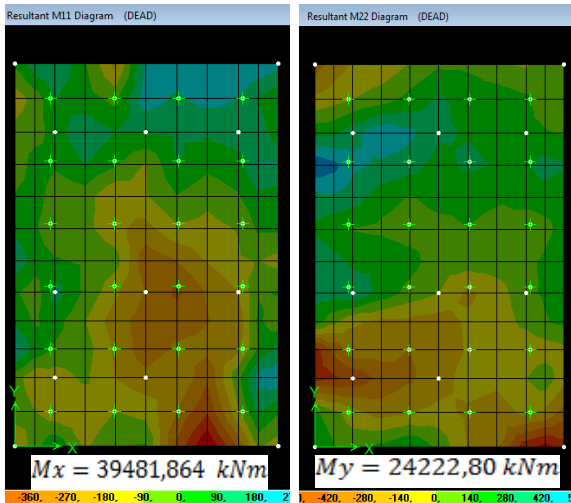 Resultant M11 Diagram (DEAD)
Resultant M22 Diagram (DEAD)
Y
X
Y
X
Mx = 39481,864 kNm
My = 24222,80 kNm
-360, -270, -180, -90, 0, 90, 180,
-420, -280, -140, 0, 140, 280, 420,